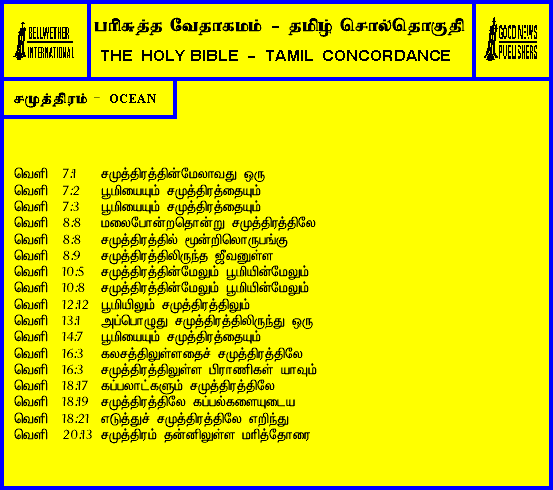 BELLWETHER
INTERNATIONAL
பரிசுத்த வேதாகமம் - தமிழ் சொல்தொகுதி
THE HOLY BIBLE - TAMIL CONCORDANCE
GOOD NEWS
PUBLISHERS
சமுத்திரம் - OCEAN
வெளி 7:1 சமுத்திரத்தின்மேலாவது ஒரு
வெளி 7:2 பூமியையும் சமுத்திரத்தையும்
வெளி 7:3 பூமியையும் சமுத்திரத்தையும்
வெளி 8:8 மலைபோன்றதொன்று சமுத்திரத்திலே
வெளி 8:8 சமுத்திரத்தில் மூன்றிலொருபங்கு
வெளி 8:9 சமுத்திரத்திலிருந்த ஜீவனுள்ள
வெளி 10:5 சமுத்திரத்தின்மேலும் பூமியின்மேலும்
வெளி 10:8 சமுத்திரத்தின்மேலும் பூமியின்மேலும்
வெளி 12:12 பூமியிலும் சமுத்திரத்திலும்
வெளி 13:1 அப்பொழுது சமுத்திரத்திலிருந்து ஒரு
வெளி 14:7 பூமியையும் சமுத்திரத்தையும்
வெளி 16:3 கலசத்திலுள்ளதைச் சமுத்திரத்திலே
வெளி 16:3 சமுத்திரத்திலுள்ள பிராணிகள் யாவும்
வெளி 18:17 கப்பலாட்களும் சமுத்திரத்திலே
வெளி 18:19 சமுத்திரத்திலே கப்பல்களையுடைய
வெளி 18:21 எடுத்துச் சமுத்திரத்திலே எறிந்து
வெளி 20:13 சமுத்திரம் தன்னிலுள்ள மரித்தோரை